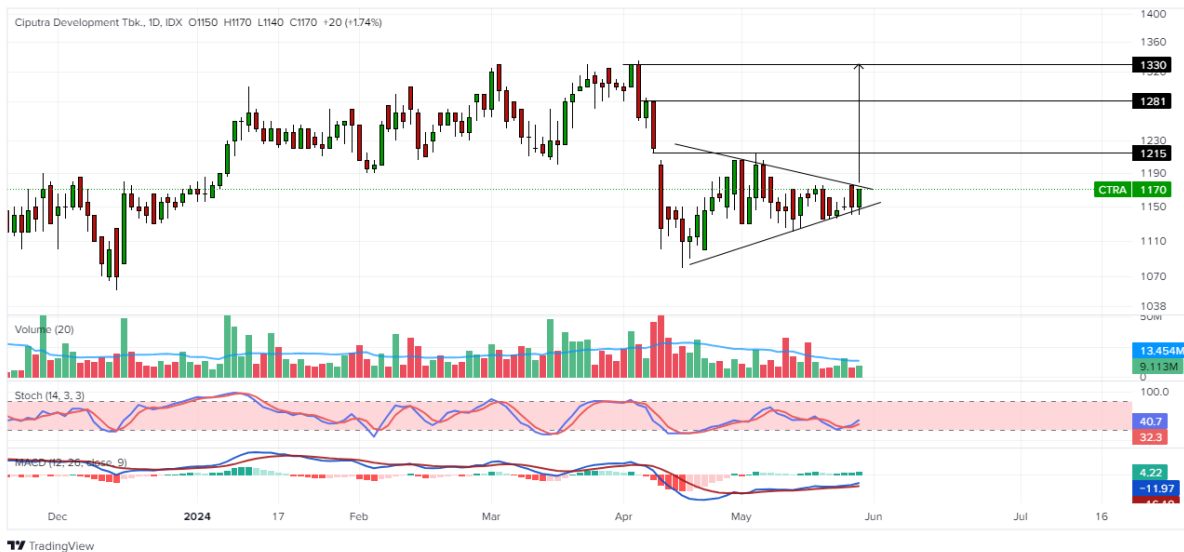 Ciputra Development Tbk., 1D, IDX O1150 H1170 L1140 C1170 +20 (+1.74%)
1400
1360
1330
1320
1281
1230
1215
1190
CTRA 1170
1150
1110
1070
1038
Volume (20)
50M
13.454M
9.113M
0
Stoch (14, 3, 3)
100.0
40.7
32.3
MACD (12, 26, close, 9)
4.22
−11.97
Dec 2024 17 Feb Mar Apr May Jun Jul 16
TradingView